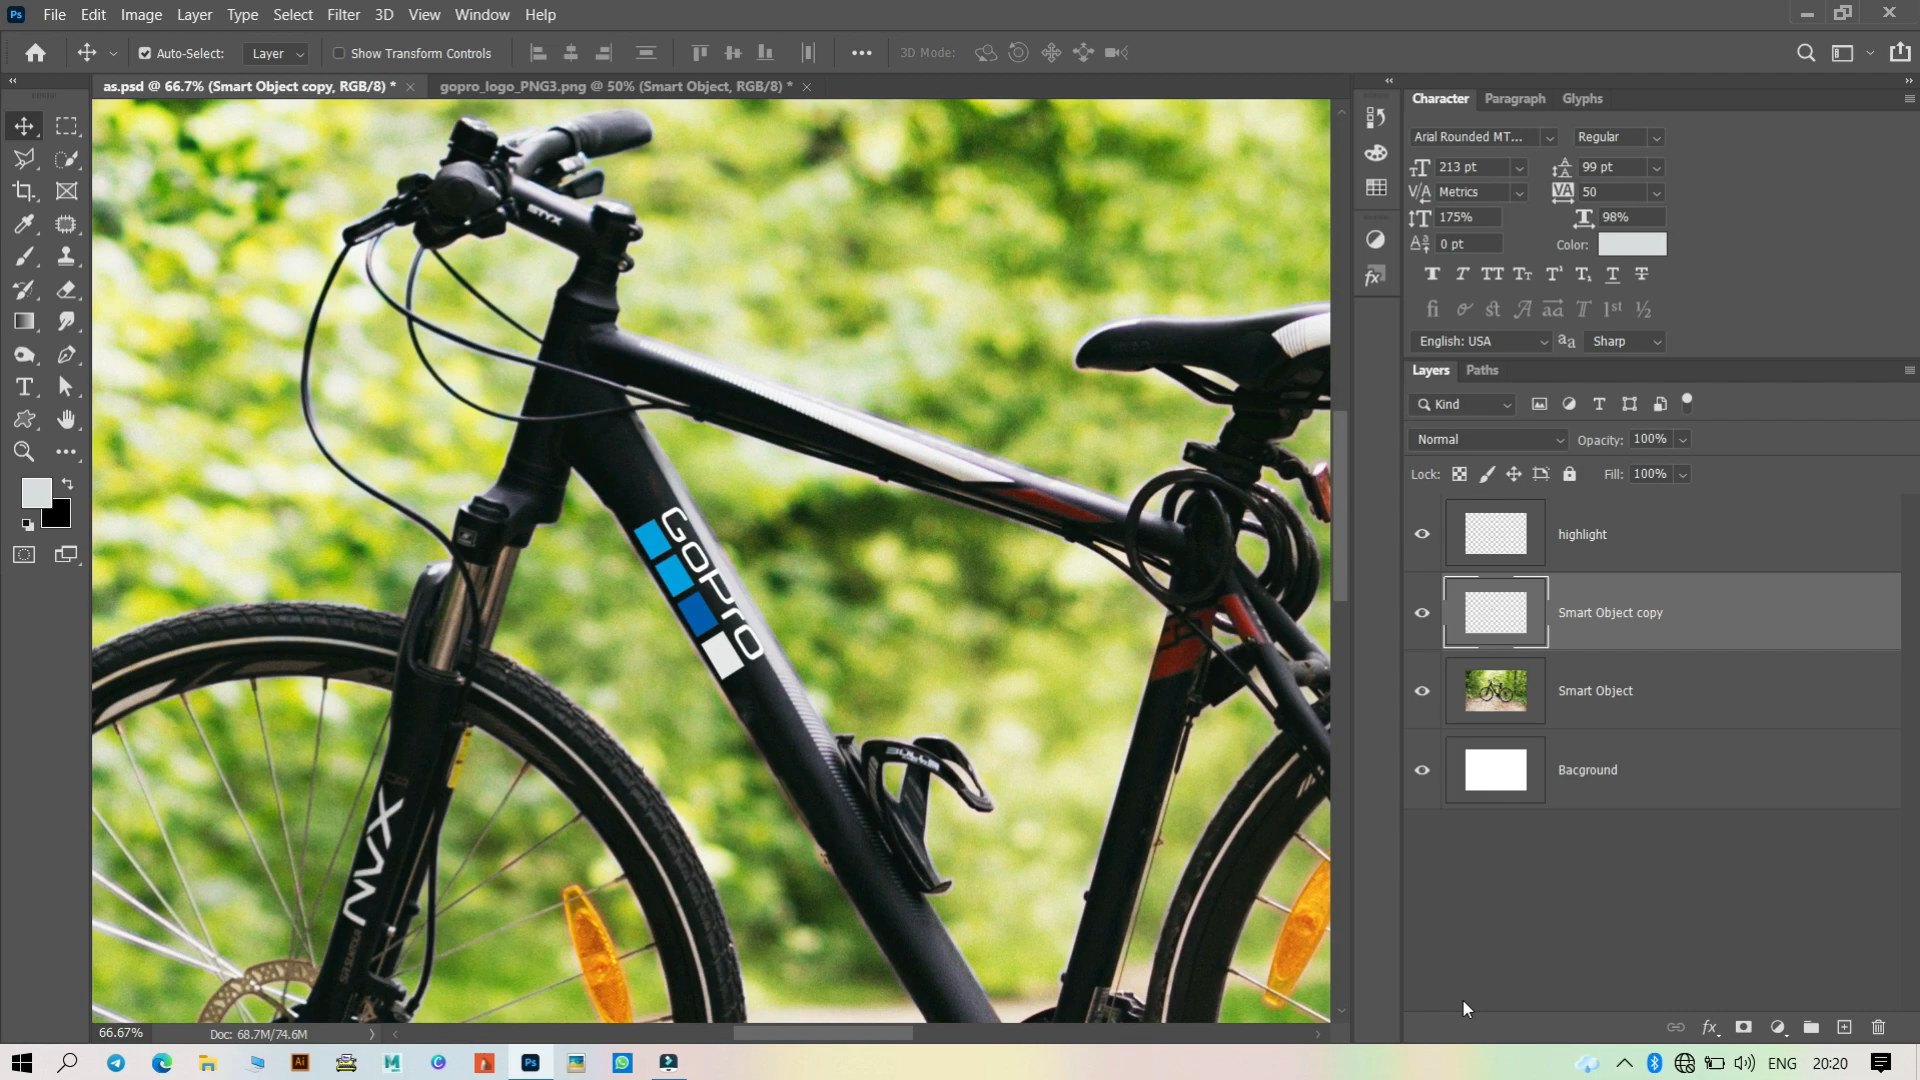 Ps File Edit Image Layer Type Select Filter 3D View Window Help
Auto-Select: Layer Show Transform Controls 3D Mode:
as.psd @ 66.7% (Smart Object copy, RGB/8) * gopro_logo_PNG3.png @ 50% (Smart Object, RGB/8) *
Character Paragraph Glyphs
Arial Rounded MT... Regular
213 pt 99 pt
Metrics 50
175% 98%
0 pt Color:
English: USA Sharp
Layers Paths
Kind
Normal Opacity: 100%
Lock: Fill: 100%
highlight
Smart Object copy
Smart Object
Bacground
STYX
GoPro
NVX
66.67% Doc: 68.7M/74.6M
Ai Ps ENG 20:20